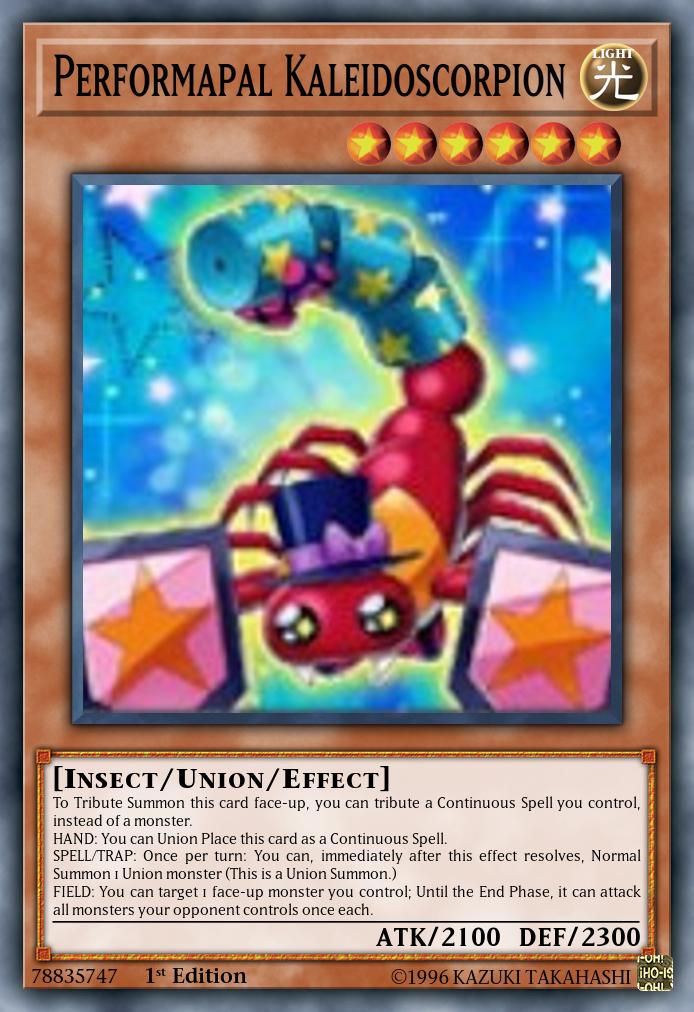 PERFORMAPAL KALEIDOSCORPION
LIGHT
光
[INSECT/UNION/EFFECT]
To Tribute Summon this card face-up, you can tribute a Continuous Spell you control,
instead of a monster.
HAND: You can Union Place this card as a Continuous Spell.
SPELL/TRAP: Once per turn: You can, immediately after this effect resolves, Normal
Summon 1 Union monster (This is a Union Summon.)
FIELD: You can target 1 face-up monster you control; Until the End Phase, it can attack
all monsters your opponent controls once each.
ATK/2100 DEF/2300
78835747 1st Edition ©1996 KAZUKI TAKAHASHI